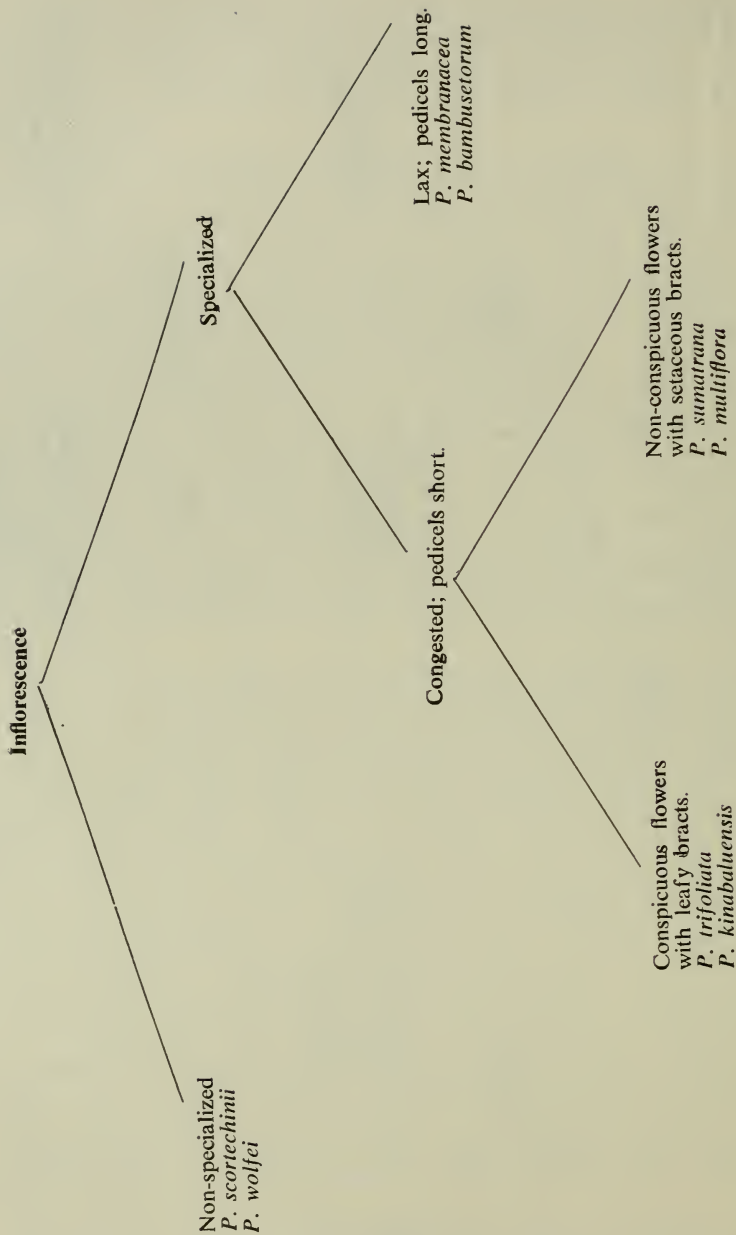 Inflorescence
Non-specialized
P. scortechinii
P. wolfei
Specialized
Congested; pedicels short.
Lax; pedicels long.
P. membranacea
P. bambusetorum
Conspicuous flowers
with leafy bracts.
P. trifoliata
P. kinabaluensis
Non-conspicuous flowers
with setaceous bracts.
P. sumatrana
P. multiflora